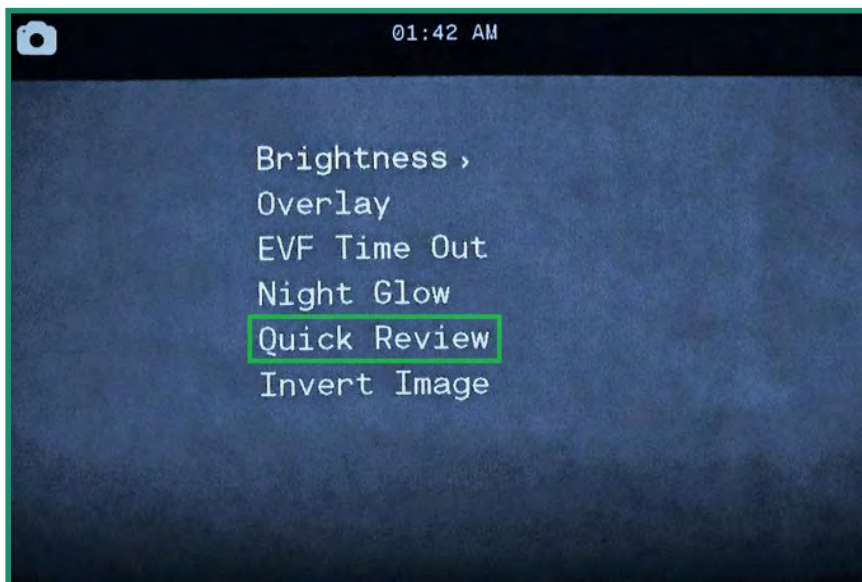 01:42 AM
Brightness ›
Overlay
EVF Time Out
Night Glow
Quick Review
Invert Image